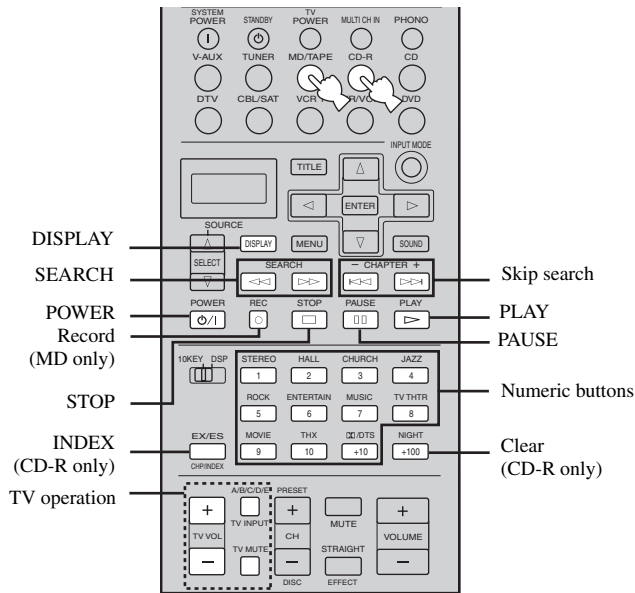 SYSTEM POWER STANDBY TV POWER MULTI CH IN PHONO
V-AUX TUNER MD/TAPE CD-R CD
DTV CBL/SAT VCR 1 DVD
INPUT MODE
TITLE
ENTER
SOURCE
DISPLAY
DISPLAY MENU SOUND
SELECT
SEARCH
SEARCH
– CHAPTER +
Skip search
POWER
POWER REC STOP PAUSE PLAY
PLAY
Record
(MD only)
PAUSE
10KEY DSP
STEREO HALL CHURCH JAZZ
1 2 3 4
ROCK ENTERTAIN MUSIC TV THTR
5 6 7 8
Numeric buttons
STOP
EX/ES MOVIE THX /DTS NIGHT
9 10 +10 +100
CHP/INDEX
INDEX
(CD-R only)
Clear
(CD-R only)
TV operation
A/B/C/D/E PRESET
+ + +
TV INPUT MUTE
TV VOL CH VOLUME
TV MUTE STRAIGHT
– – –
DISC EFFECT